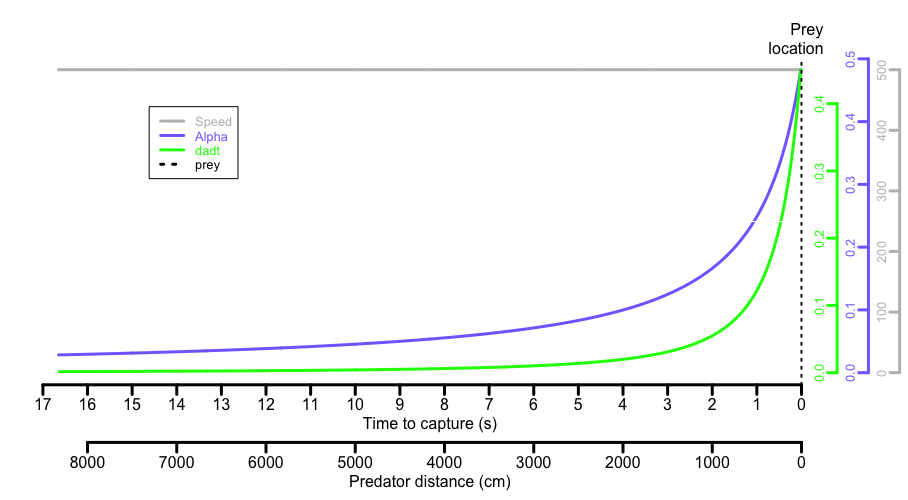 Prey
location
Speed
Alpha
dadt
prey
0.0 0.1 0.2 0.3 0.4
0.0 0.1 0.2 0.3 0.4 0.5
0 100 200 300 400 500
17 16 15 14 13 12 11 10 9 8 7 6 5 4 3 2 1 0
Time to capture (s)
8000 7000 6000 5000 4000 3000 2000 1000 0
Predator distance (cm)